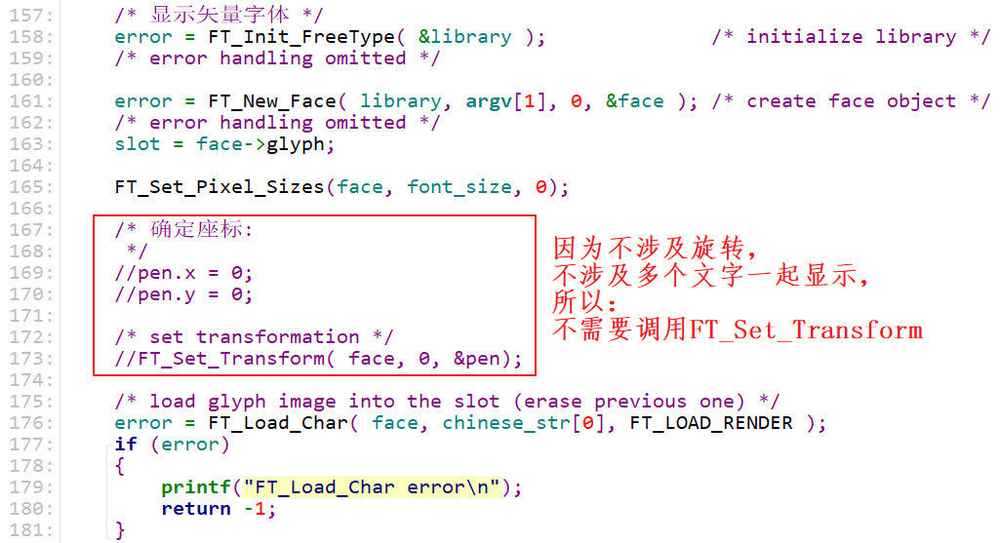 157: /* 显示矢量字体 */
158: error = FT_Init_FreeType( &library ); /* initialize library */
159: /* error handling omitted */
160:
161: error = FT_New_Face( library, argv[1], 0, &face ); /* create face object */
162: /* error handling omitted */
163: slot = face->glyph;
164:
165: FT_Set_Pixel_Sizes(face, font_size, 0);
166:
167: /* 确定座标:
168: */
169: //pen.x = 0;
170: //pen.y = 0;
171:
172: /* set transformation */
173: //FT_Set_Transform( face, 0, &pen);
因为不涉及旋转，
不涉及多个文字一起显示，
所以：
不需要调用FT_Set_Transform
174:
175: /* load glyph image into the slot (erase previous one) */
176: error = FT_Load_Char( face, chinese_str[0], FT_LOAD_RENDER );
177: if (error)
178: {
179: printf("FT_Load_Char error\n");
180: return -1;
181: }